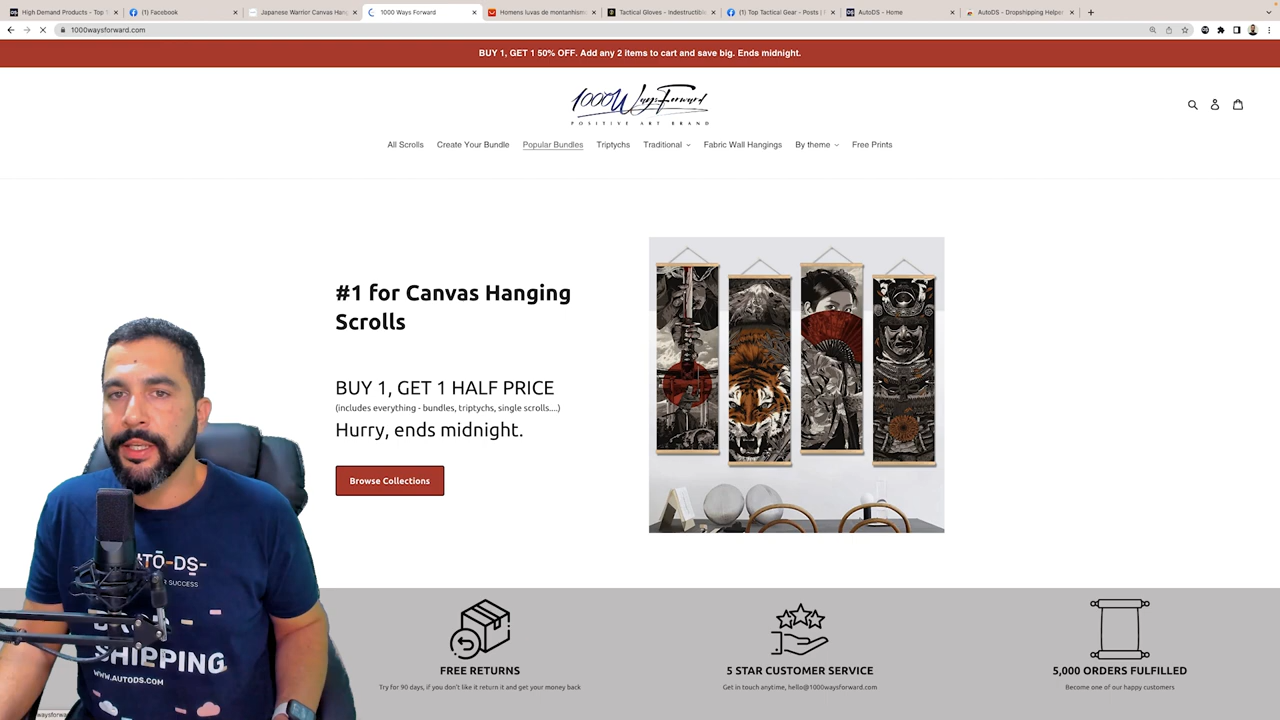 High Demand Products - Top 1
(1) Facebook
Japanese Warrior Canvas Hang
1000 Ways Forward
Homens luvas de montanhism
Tactical Gloves - Indestructibl
(1) Top Tactical Gear - Posts | F
AutoDS - Home
AutoDS - Dropshipping Helper
1000waysforward.com
BUY 1, GET 1 50% OFF. Add any 2 items to cart and save big. Ends midnight.
1000WaysForward
POSITIVE ART BRAND
All Scrolls Create Your Bundle Popular Bundles Triptychs Traditional Fabric Wall Hangings By theme Free Prints
#1 for Canvas Hanging
Scrolls
BUY 1, GET 1 HALF PRICE
(includes everything - bundles, triptychs, single scrolls....)
Hurry, ends midnight.
Browse Collections
AUTO-DS-
SUCCESS
SHIPPING
WWW.AUTODS.COM
FREE RETURNS
Try for 90 days, if you don't like it return it and get your money back
5 STAR CUSTOMER SERVICE
Get in touch anytime, hello@1000waysforward.com
5,000 ORDERS FULFILLED
Become one of our happy customers